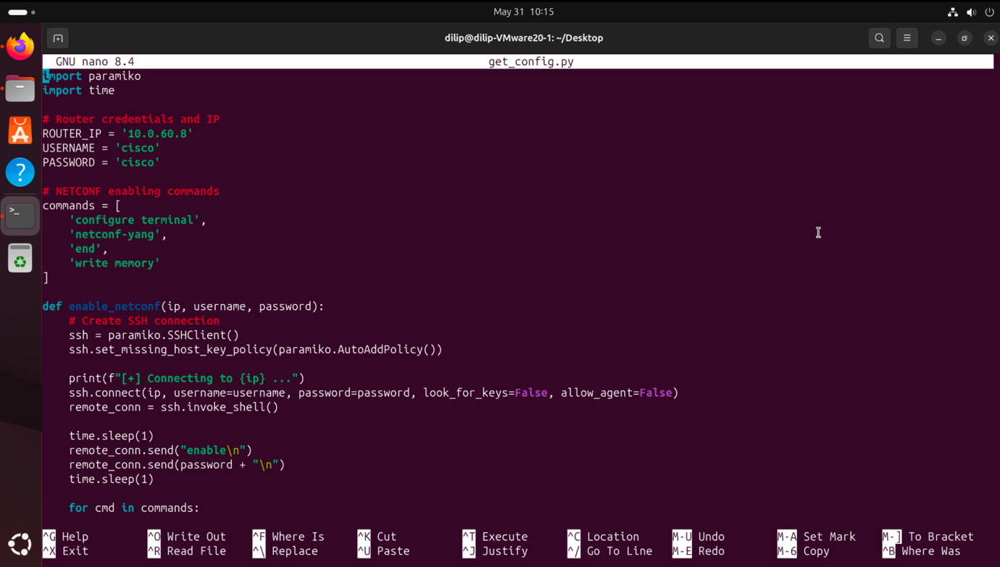 May 31 10:15
dilip@dilip-VMware20-1: ~/Desktop
GNU nano 8.4 get_config.py
import paramiko
import time
# Router credentials and IP
ROUTER_IP = '10.0.60.8'
USERNAME = 'cisco'
PASSWORD = 'cisco'
# NETCONF enabling commands
commands = [
    'configure terminal',
    'netconf-yang',
    'end',
    'write memory'
]
def enable_netconf(ip, username, password):
    # Create SSH connection
    ssh = paramiko.SSHClient()
    ssh.set_missing_host_key_policy(paramiko.AutoAddPolicy())
    print(f"[+] Connecting to {ip} ...")
    ssh.connect(ip, username=username, password=password, look_for_keys=False, allow_agent=False)
    remote_conn = ssh.invoke_shell()
    time.sleep(1)
    remote_conn.send("enable\n")
    remote_conn.send(password + "\n")
    time.sleep(1)
    for cmd in commands:
^G Help ^O Write Out ^F Where Is ^K Cut ^T Execute ^C Location M-U Undo M-A Set Mark M-] To Bracket
^X Exit ^R Read File ^\ Replace ^U Paste ^J Justify ^/ Go To Line M-E Redo M-6 Copy ^B Where Was